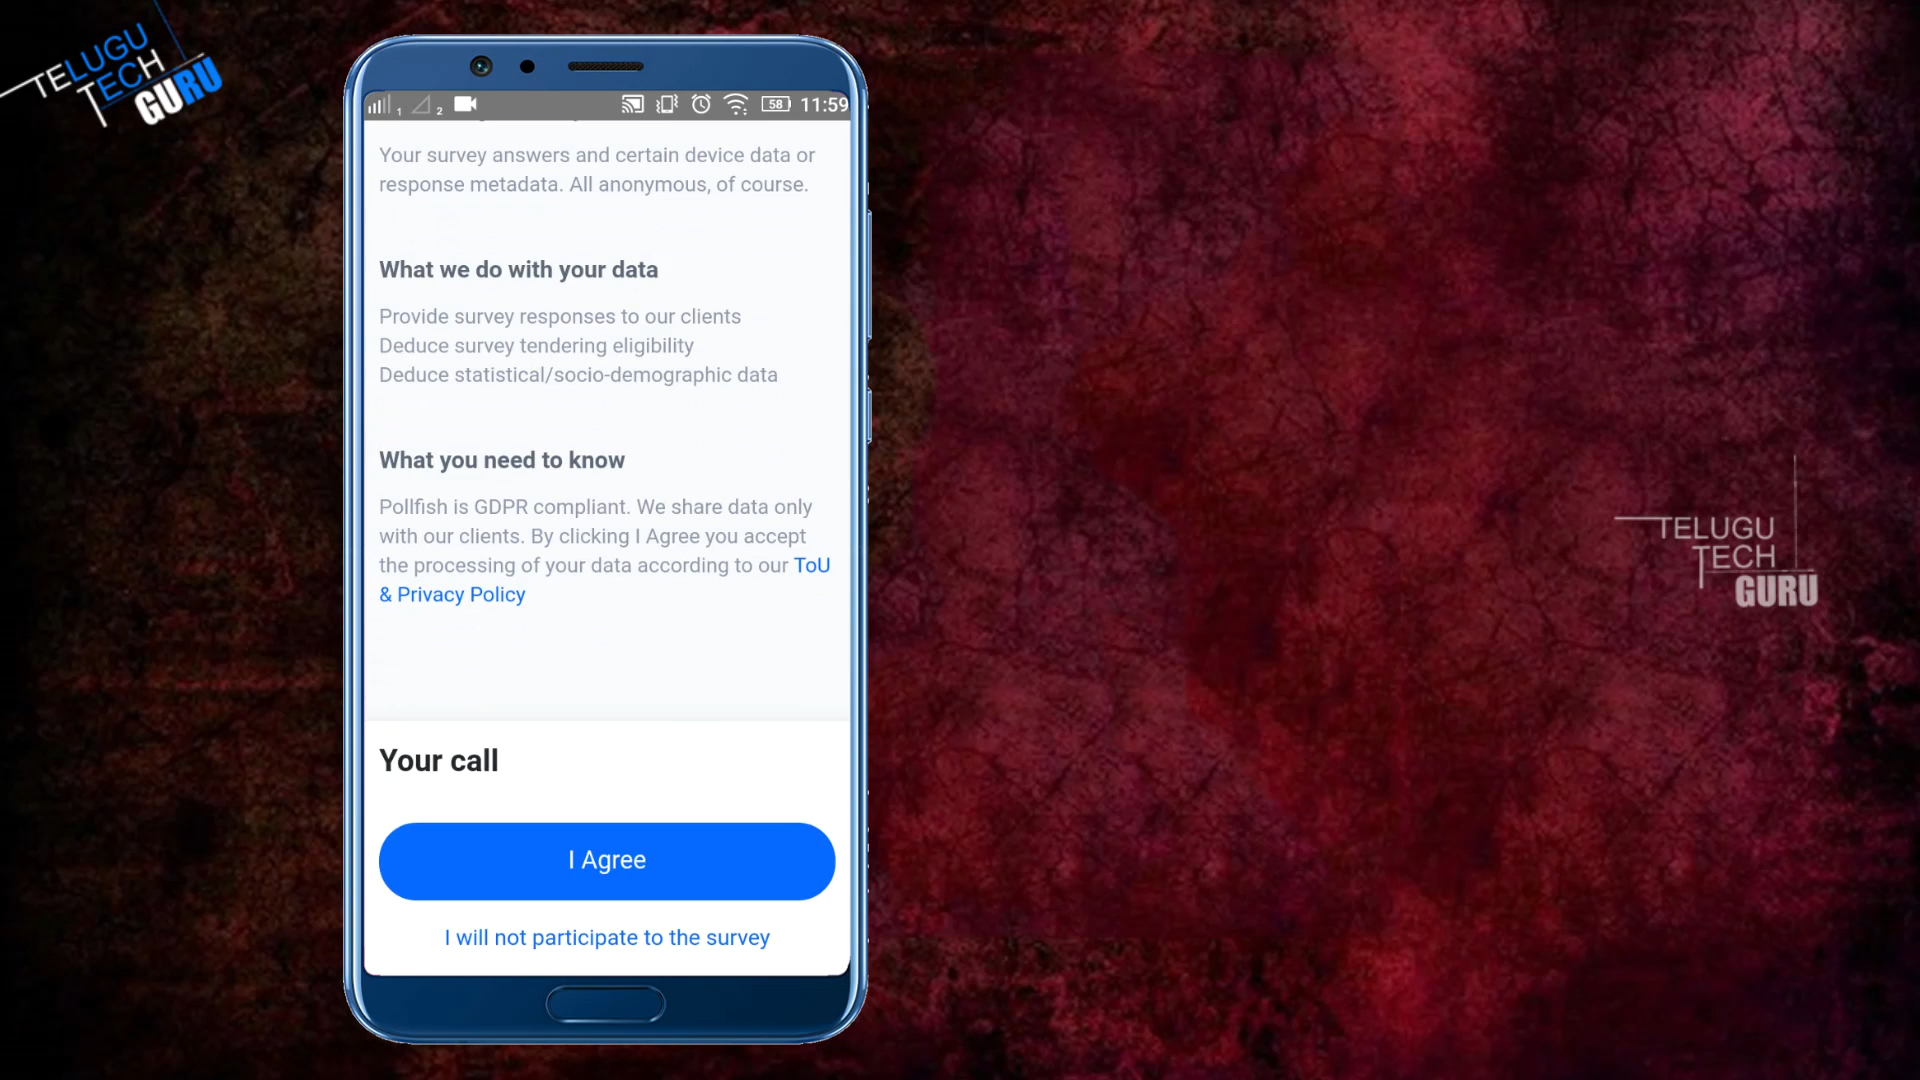 TELUGU
TECH
GURU
1 2 58 11:59
Your survey answers and certain device data or
response metadata. All anonymous, of course.
What we do with your data
Provide survey responses to our clients
Deduce survey tendering eligibility
Deduce statistical/socio-demographic data
What you need to know
Pollfish is GDPR compliant. We share data only
with our clients. By clicking I Agree you accept
the processing of your data according to our ToU
& Privacy Policy
Your call
I Agree
I will not participate to the survey
TELUGU
TECH
GURU